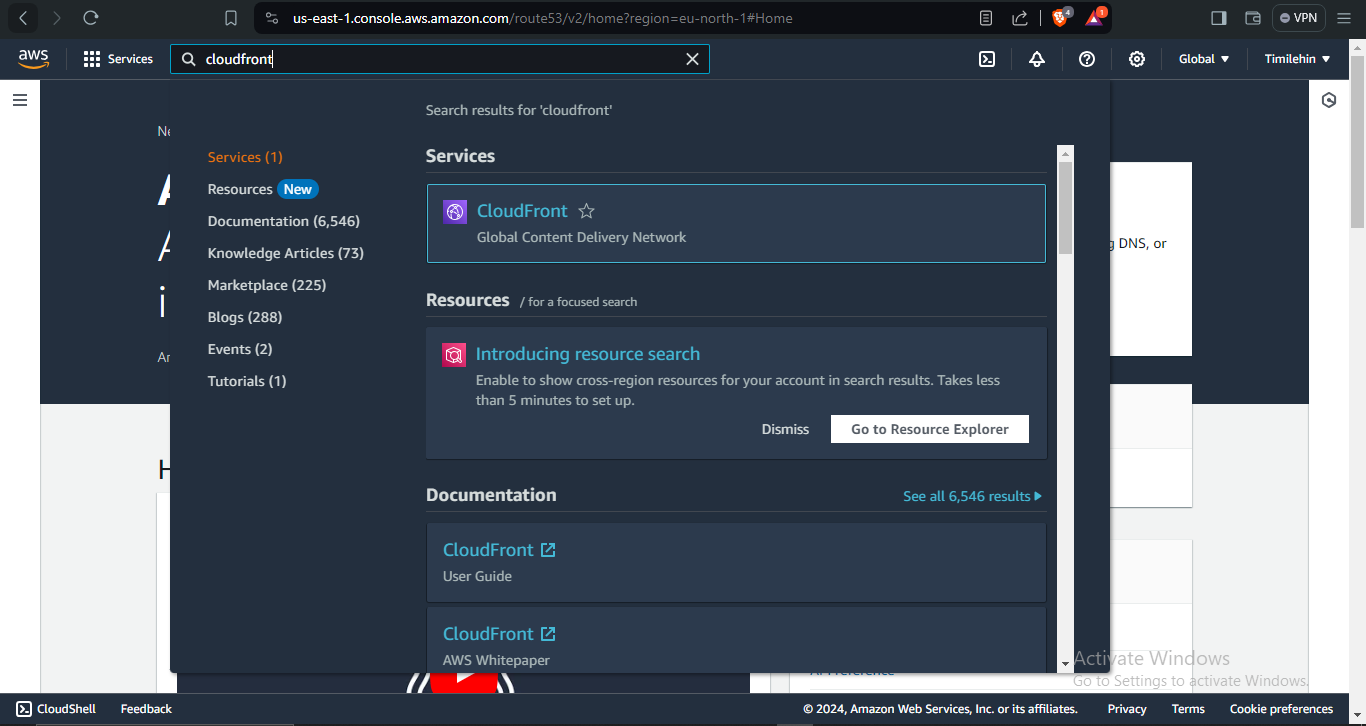 us-east-1.console.aws.amazon.com/route53/v2/home?region=eu-north-1#Home
4
1
VPN
aws
Services
cloudfront
Global
Timilehin
Search results for 'cloudfront'
Services (1)
Resources New
Documentation (6,546)
Knowledge Articles (73)
Marketplace (225)
Blogs (288)
Events (2)
Tutorials (1)
Services
CloudFront
Global Content Delivery Network
Resources / for a focused search
Introducing resource search
Enable to show cross-region resources for your account in search results. Takes less
than 5 minutes to set up.
Dismiss
Go to Resource Explorer
Documentation
See all 6,546 results
CloudFront
User Guide
CloudFront
AWS Whitepaper
Ne
A
A
i
Ar
H
g DNS, or
Activate Windows
Go to Settings to activate Windows.
CloudShell
Feedback
© 2024, Amazon Web Services, Inc. or its affiliates.
Privacy
Terms
Cookie preferences